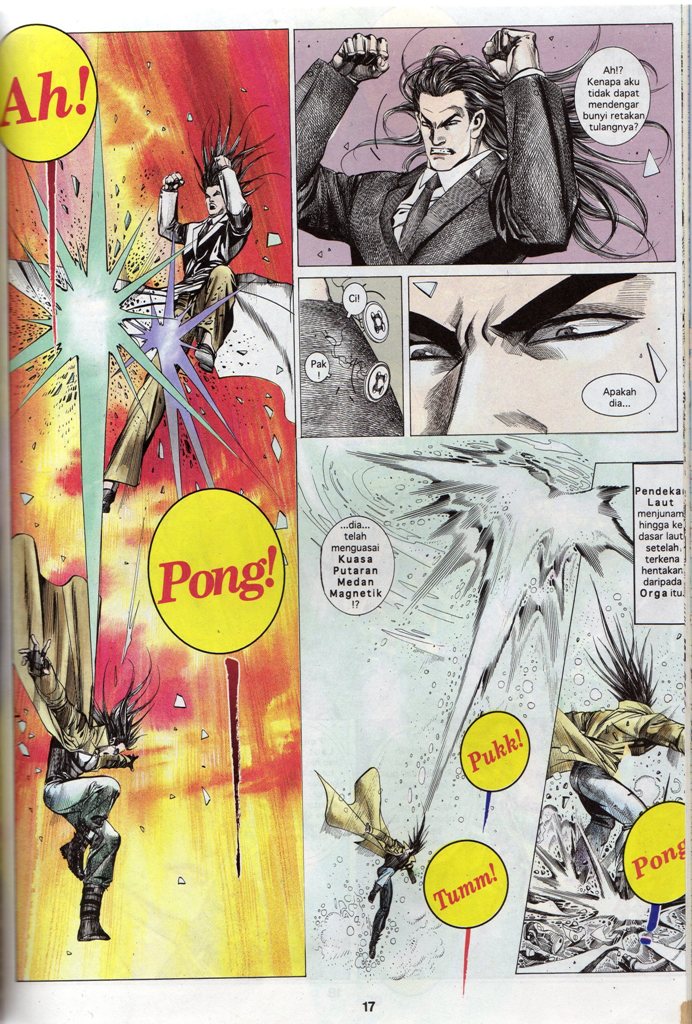 Ah!
Pong!
Ah!?
Kenapa aku
tidak dapat
mendengar
bunyi retakan
tulangnya?
Ci!
Pak
!
Apakah
dia...
...dia...
telah
menguasai
Kuasa
Putaran
Medan
Magnetik
!?
Pendekar
Laut
menjunam
hingga ke
dasar laut
setelah
terkena
hentakan
daripada
Orga itu.
Pukk!
Tumm!
Pong!
17